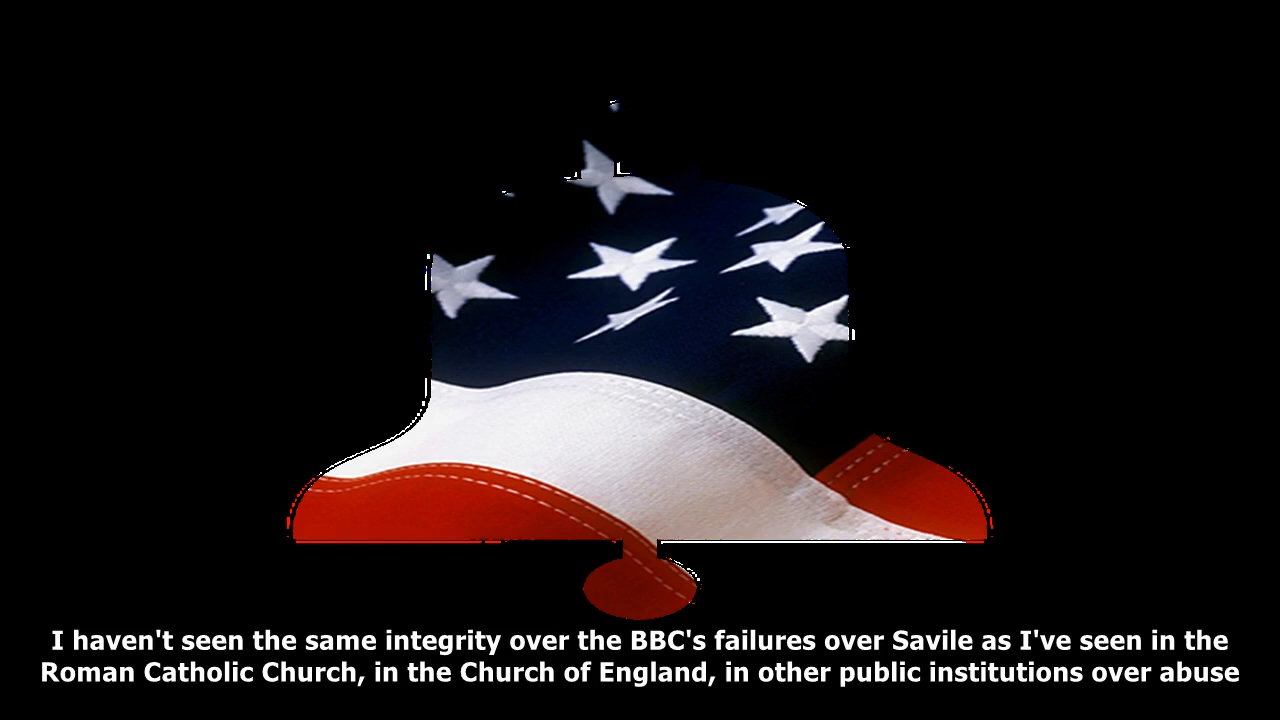 I haven't seen the same integrity over the BBC's failures over Savile as I've seen in the
Roman Catholic Church, in the Church of England, in other public institutions over abuse